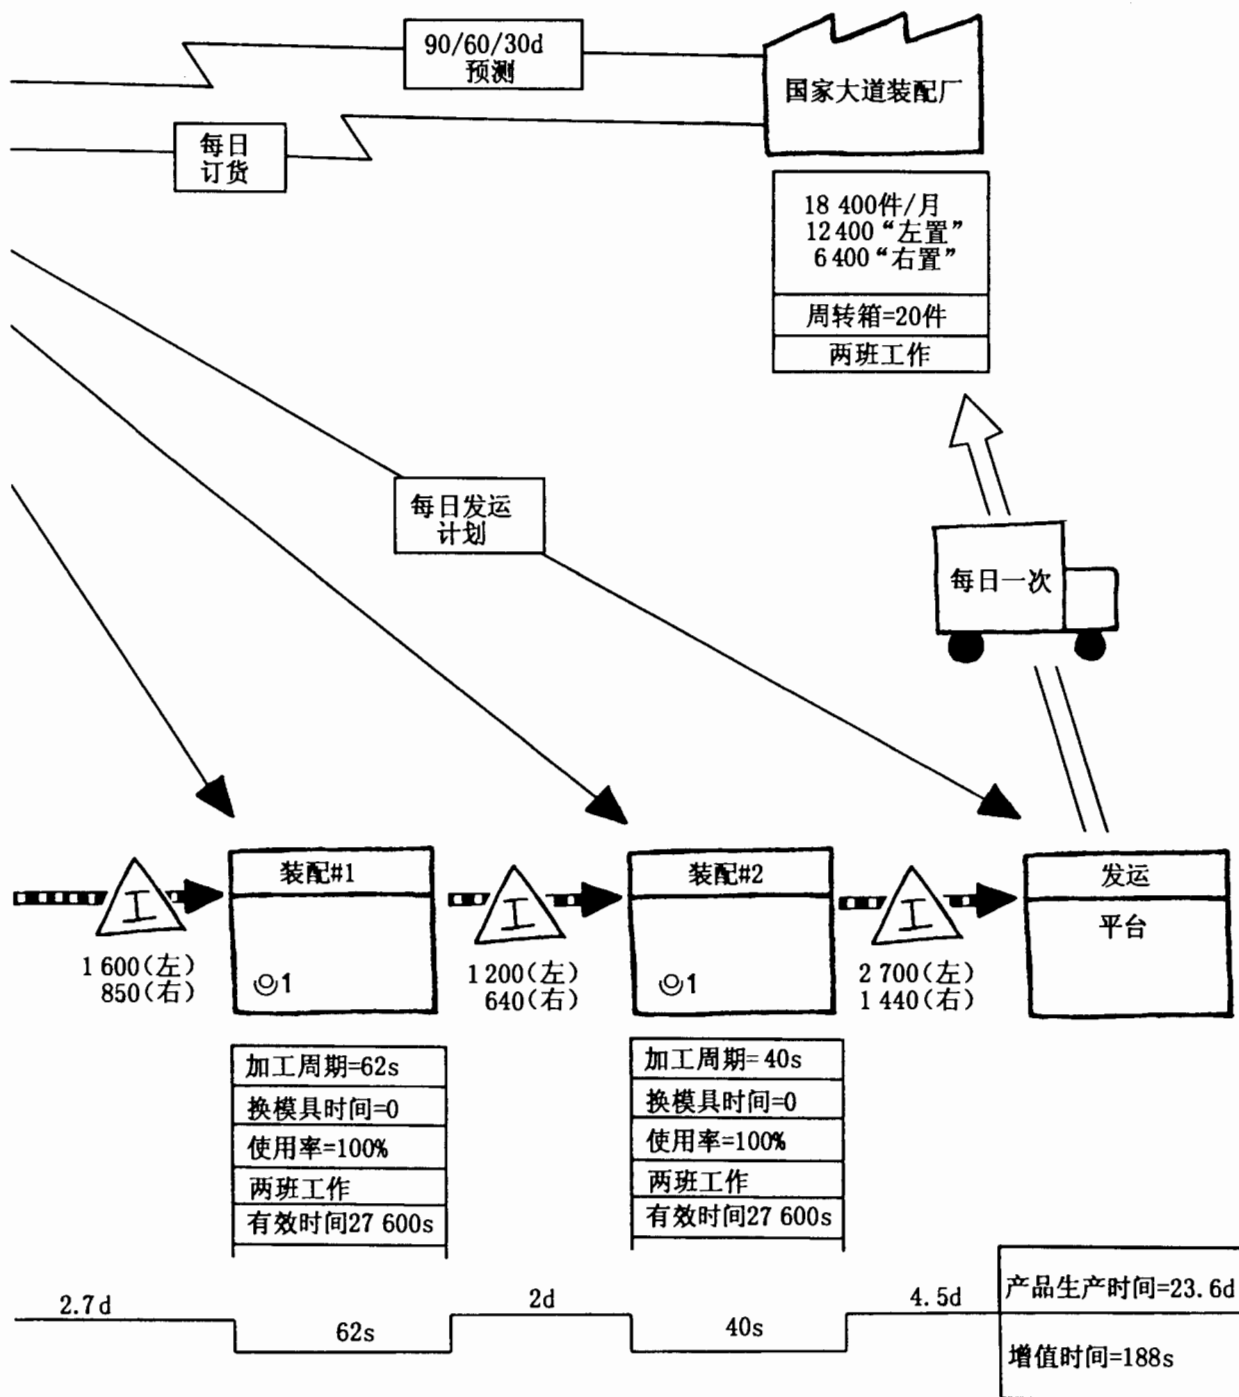 90/60/30d
预测
国家大道装配厂
每日
订货
18 400件/月
12 400“左置”
6 400“右置”
周转箱=20件
两班工作
每日发运
计划
每日一次
装配#1
装配#2
发运
平台
1
1
1 600(左)
850(右)
1 200(左)
640(右)
2 700(左)
1 440(右)
加工周期=62s
换模具时间=0
使用率=100%
两班工作
有效时间27 600s
加工周期=40s
换模具时间=0
使用率=100%
两班工作
有效时间27 600s
2.7d
62s
2d
40s
4.5d
产品生产时间=23.6d
增值时间=188s